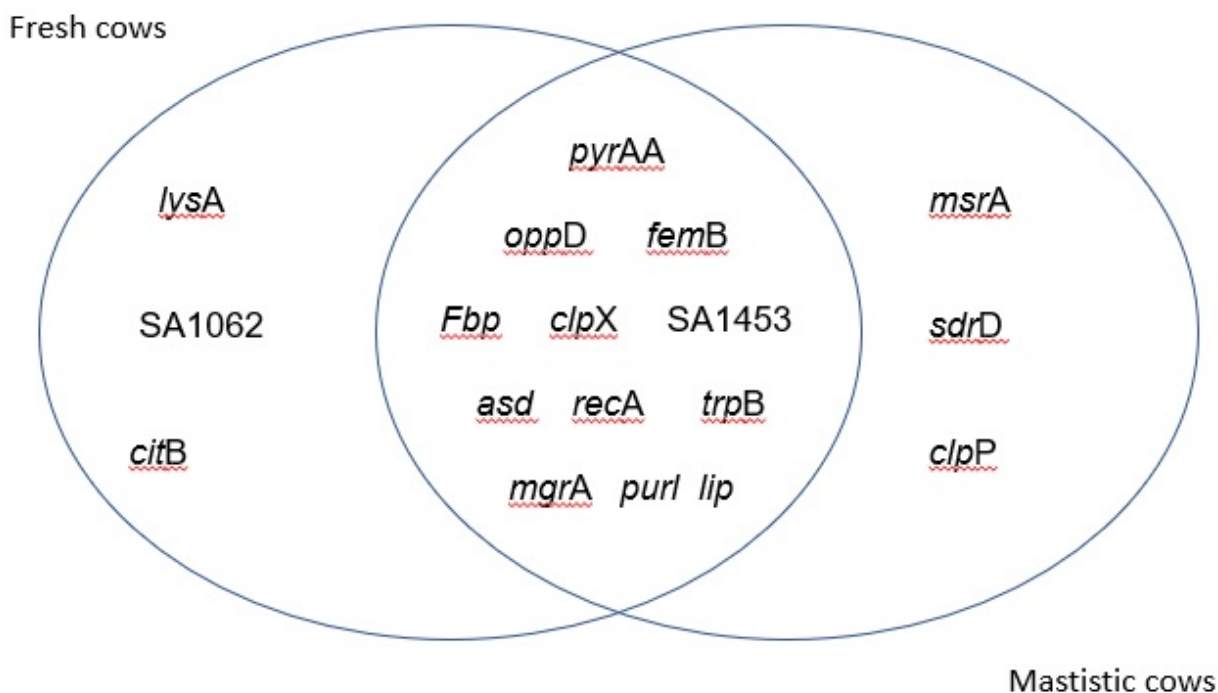 Fresh cows
pyrAA
lysA
msrA
oppD femB
Fbp clpX SA1453
SA1062
sdrD
asd recA trpB
citB
clpP
mgrA purl lip
Mastistic cows